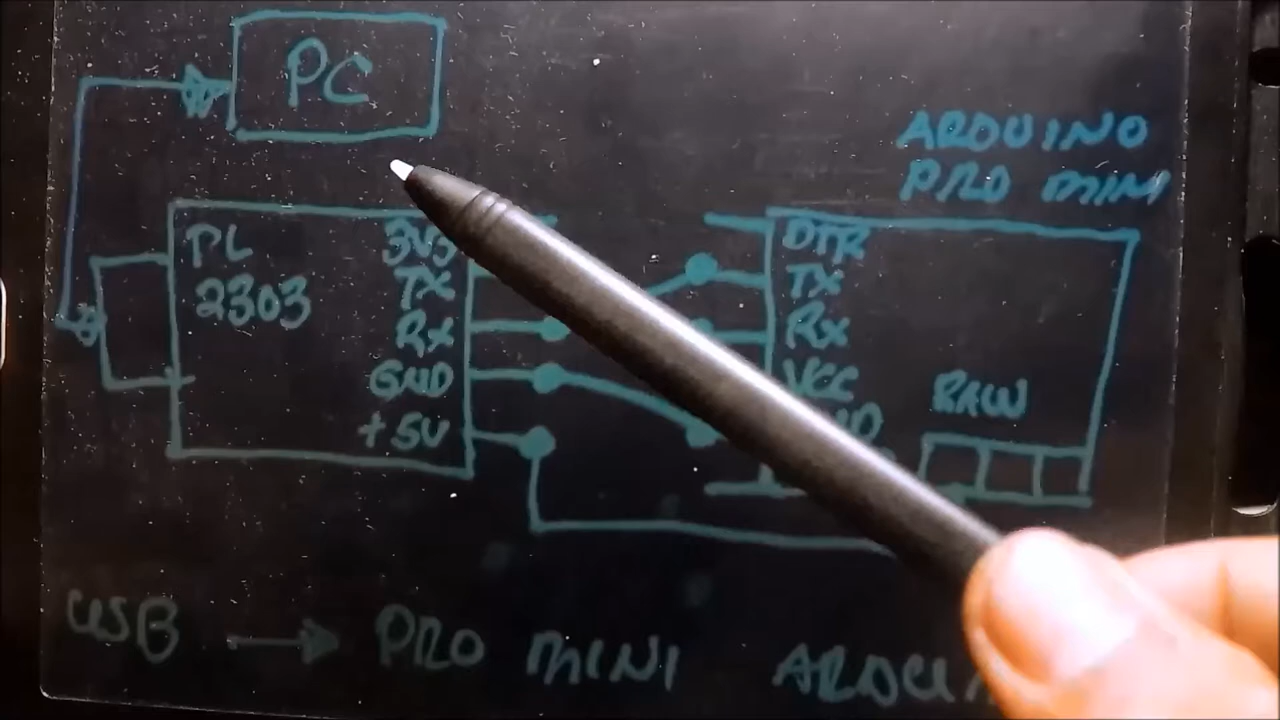 PC
ARDUINO
PRO MINI
PL
2303
3V3
TX
Rx
GND
+5V
DTR
TX
Rx
VCC
RAW
USB → PRO MINI